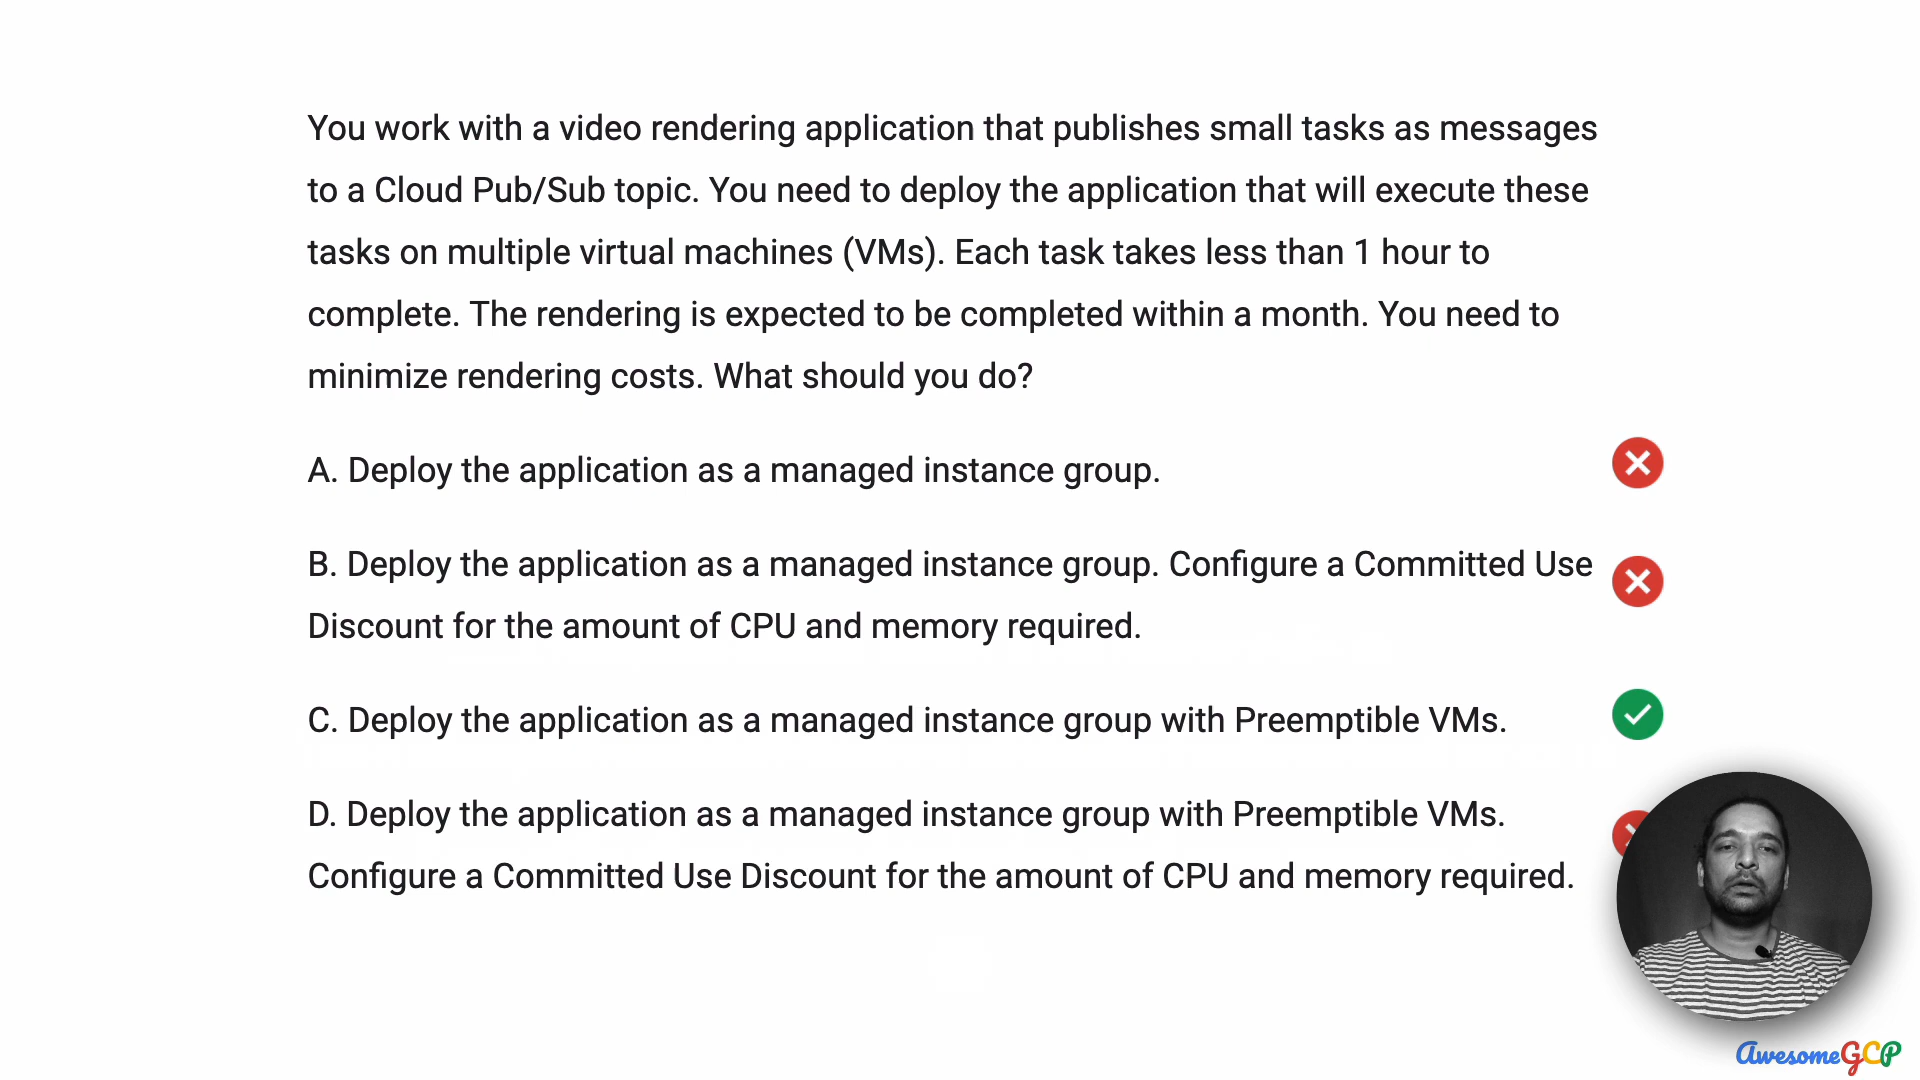 You work with a video rendering application that publishes small tasks as messages
to a Cloud Pub/Sub topic. You need to deploy the application that will execute these
tasks on multiple virtual machines (VMs). Each task takes less than 1 hour to
complete. The rendering is expected to be completed within a month. You need to
minimize rendering costs. What should you do?
A. Deploy the application as a managed instance group.
B. Deploy the application as a managed instance group. Configure a Committed Use
Discount for the amount of CPU and memory required.
C. Deploy the application as a managed instance group with Preemptible VMs.
D. Deploy the application as a managed instance group with Preemptible VMs.
Configure a Committed Use Discount for the amount of CPU and memory required.
AwesomeGCP